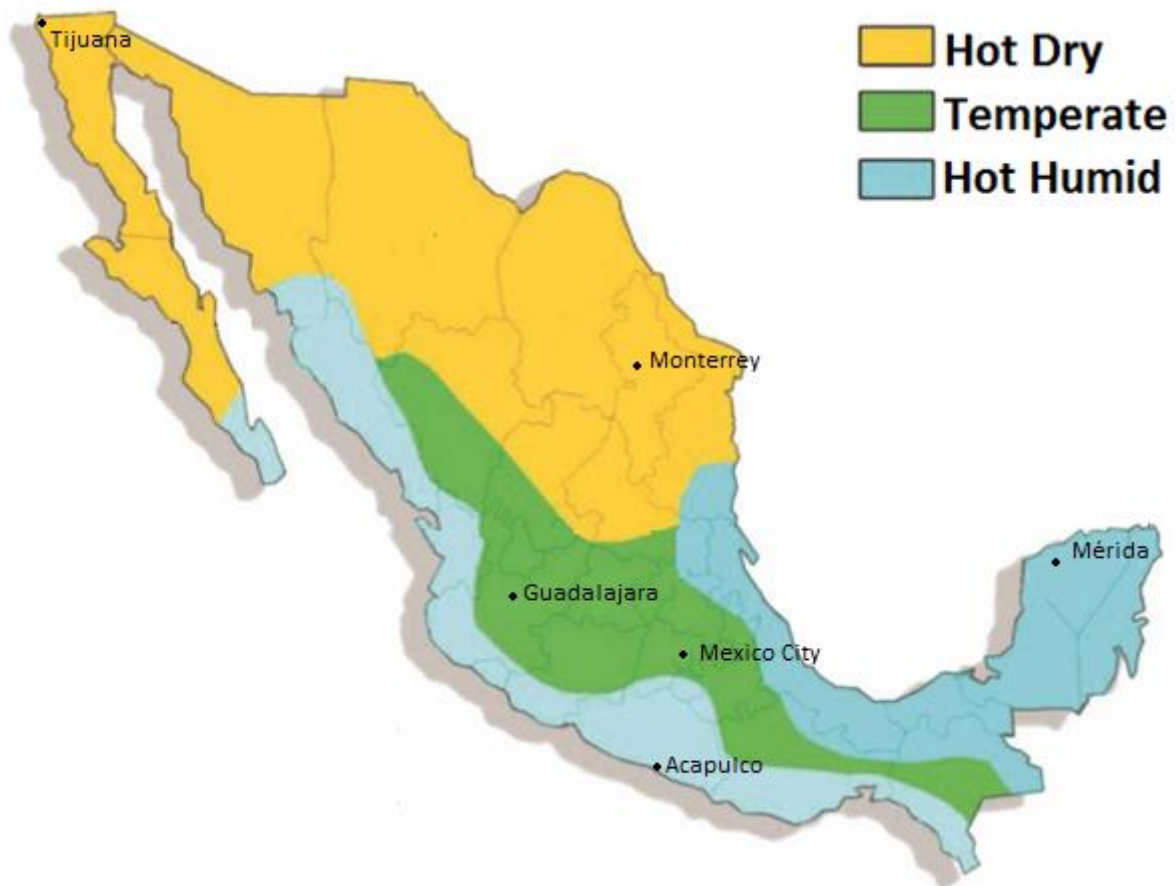 Tijuana
Hot Dry
Temperate
Hot Humid
Monterrey
Mérida
Guadalajara
Mexico City
Acapulco